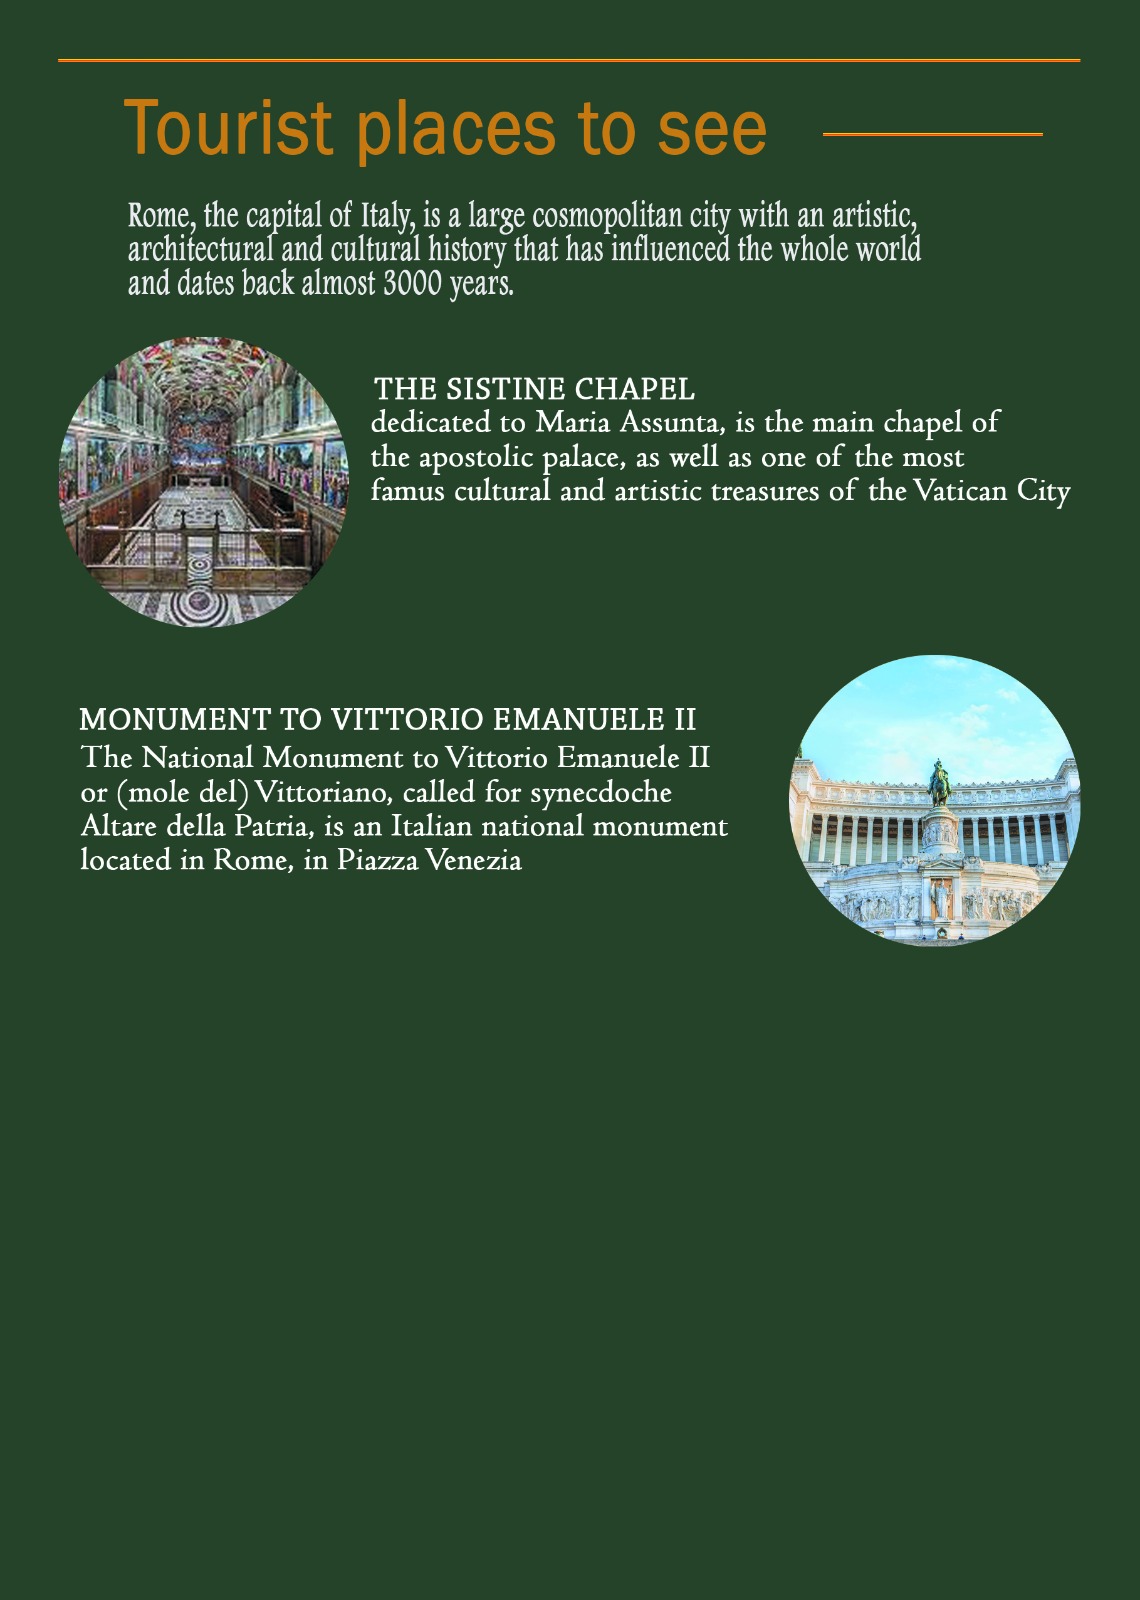 Tourist places to see
Rome, the capital of Italy, is a large cosmopolitan city with an artistic,
architectural and cultural history that has influenced the whole world
and dates back almost 3000 years.
THE SISTINE CHAPEL
dedicated to Maria Assunta, is the main chapel of
the apostolic palace, as well as one of the most
famus cultural and artistic treasures of the Vatican City
MONUMENT TO VITTORIO EMANUELE II
The National Monument to Vittorio Emanuele II
or (mole del) Vittoriano, called for synecdoche
Altare della Patria, is an Italian national monument
located in Rome, in Piazza Venezia